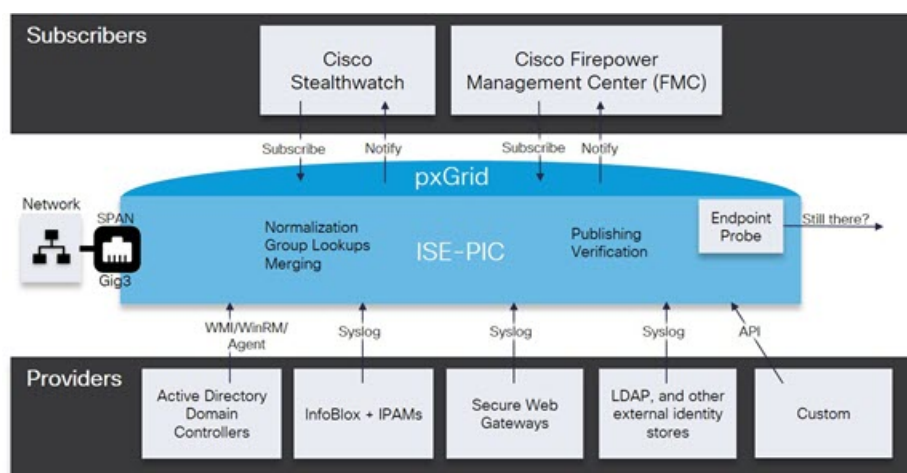 Subscribers
Cisco
Stealthwatch
Cisco Firepower
Management Center (FMC)
Subscribe
Notify
Subscribe
Notify
pxGrid
Network
SPAN
Gig3
Normalization
Group Lookups
Merging
ISE-PIC
Publishing
Verification
Endpoint
Probe
Still there?
WMI/WinRM/
Agent
Syslog
Syslog
Syslog
API
Providers
Active Directory
Domain
Controllers
InfoBlox + IPAMs
Secure Web
Gateways
LDAP, and other
external identity
stores
Custom